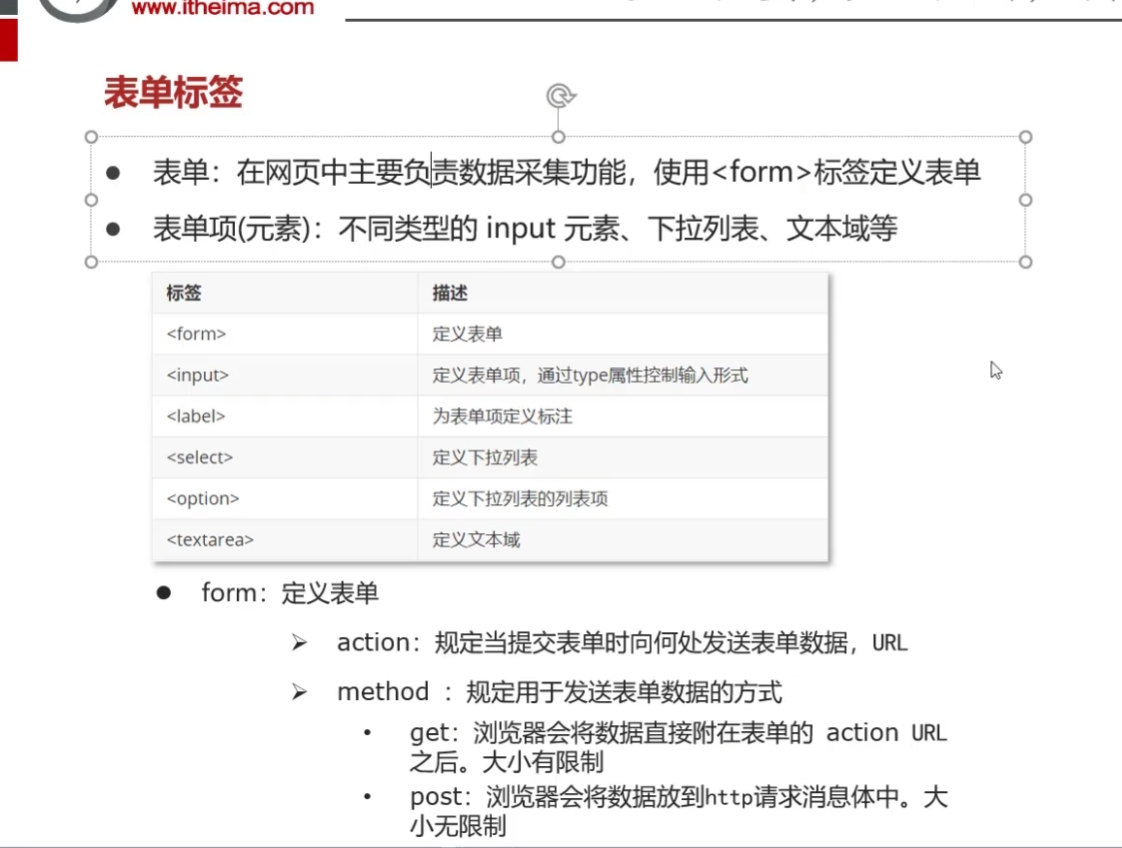 www.itheima.com
表单标签
● 表单：在网页中主要负责数据采集功能，使用<form>标签定义表单
● 表单项(元素)：不同类型的 input 元素、下拉列表、文本域等
标签 描述
<form> 定义表单
<input> 定义表单项，通过type属性控制输入形式
<label> 为表单项定义标注
<select> 定义下拉列表
<option> 定义下拉列表的列表项
<textarea> 定义文本域
● form：定义表单
➢ action：规定当提交表单时向何处发送表单数据，URL
➢ method ：规定用于发送表单数据的方式
• get：浏览器会将数据直接附在表单的 action URL
之后。大小有限制
• post：浏览器会将数据放到http请求消息体中。大
小无限制